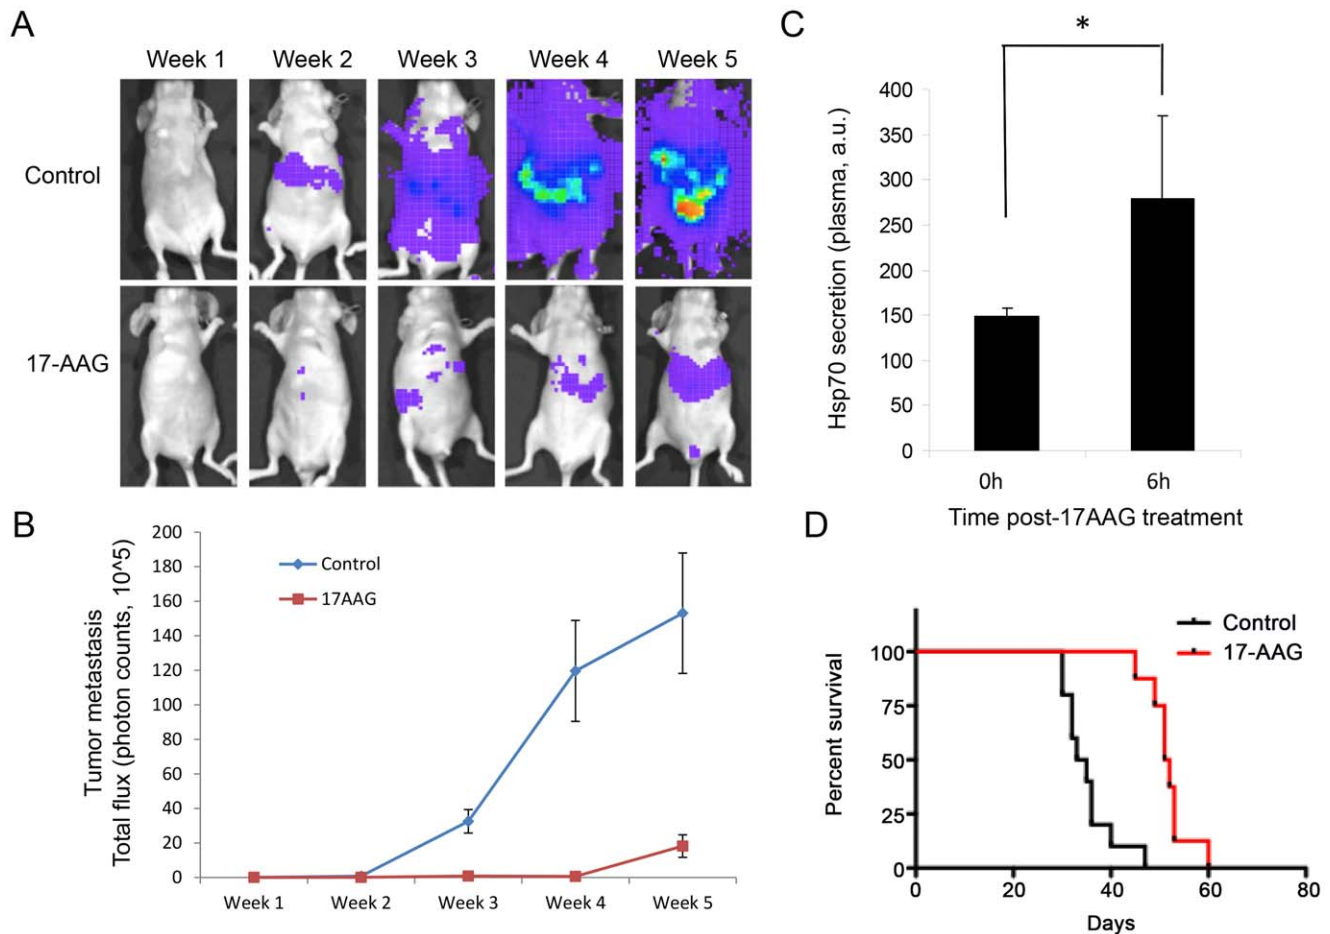 A
Week 1 Week 2 Week 3 Week 4 Week 5
Control
17-AAG
B
Tumor metastasis
Total flux (photon counts, 10^5)
200
180
160
140
120
100
80
60
40
20
0
Control
17AAG
Week 1 Week 2 Week 3 Week 4 Week 5
C
*
Hsp70 secretion (plasma, a.u.)
400
350
300
250
200
150
100
50
0
0h 6h
Time post-17AAG treatment
D
Control
17-AAG
Percent survival
100
75
50
25
0
0 20 40 60 80
Days